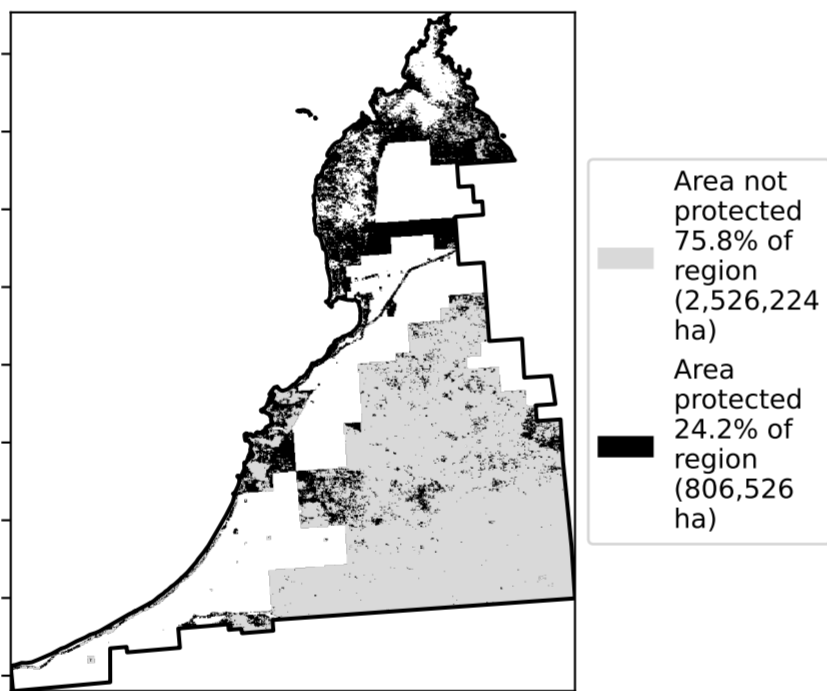 Area not
protected
75.8% of
region
(2,526,224
ha)
Area
protected
24.2% of
region
(806,526
ha)